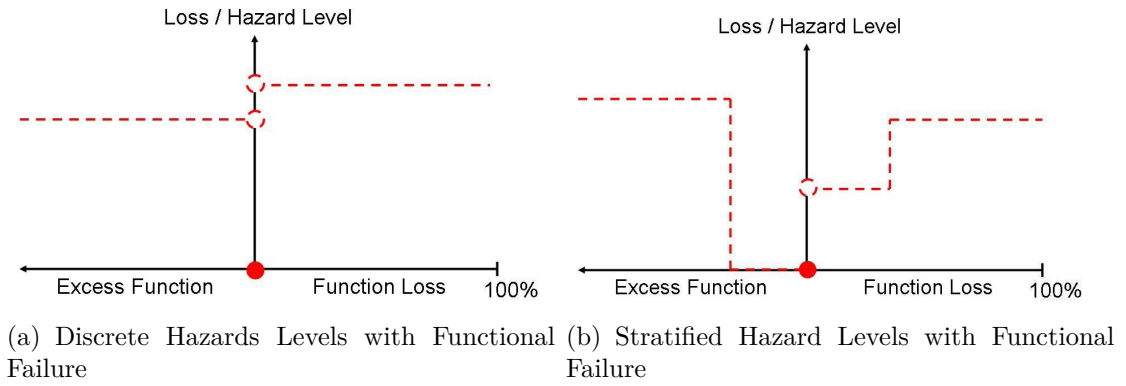 Loss / Hazard Level
Excess Function
Function Loss
100%
(a) Discrete Hazards Levels with Functional
Failure
Loss / Hazard Level
Excess Function
Function Loss
100%
(b) Stratified Hazard Levels with Functional
Failure